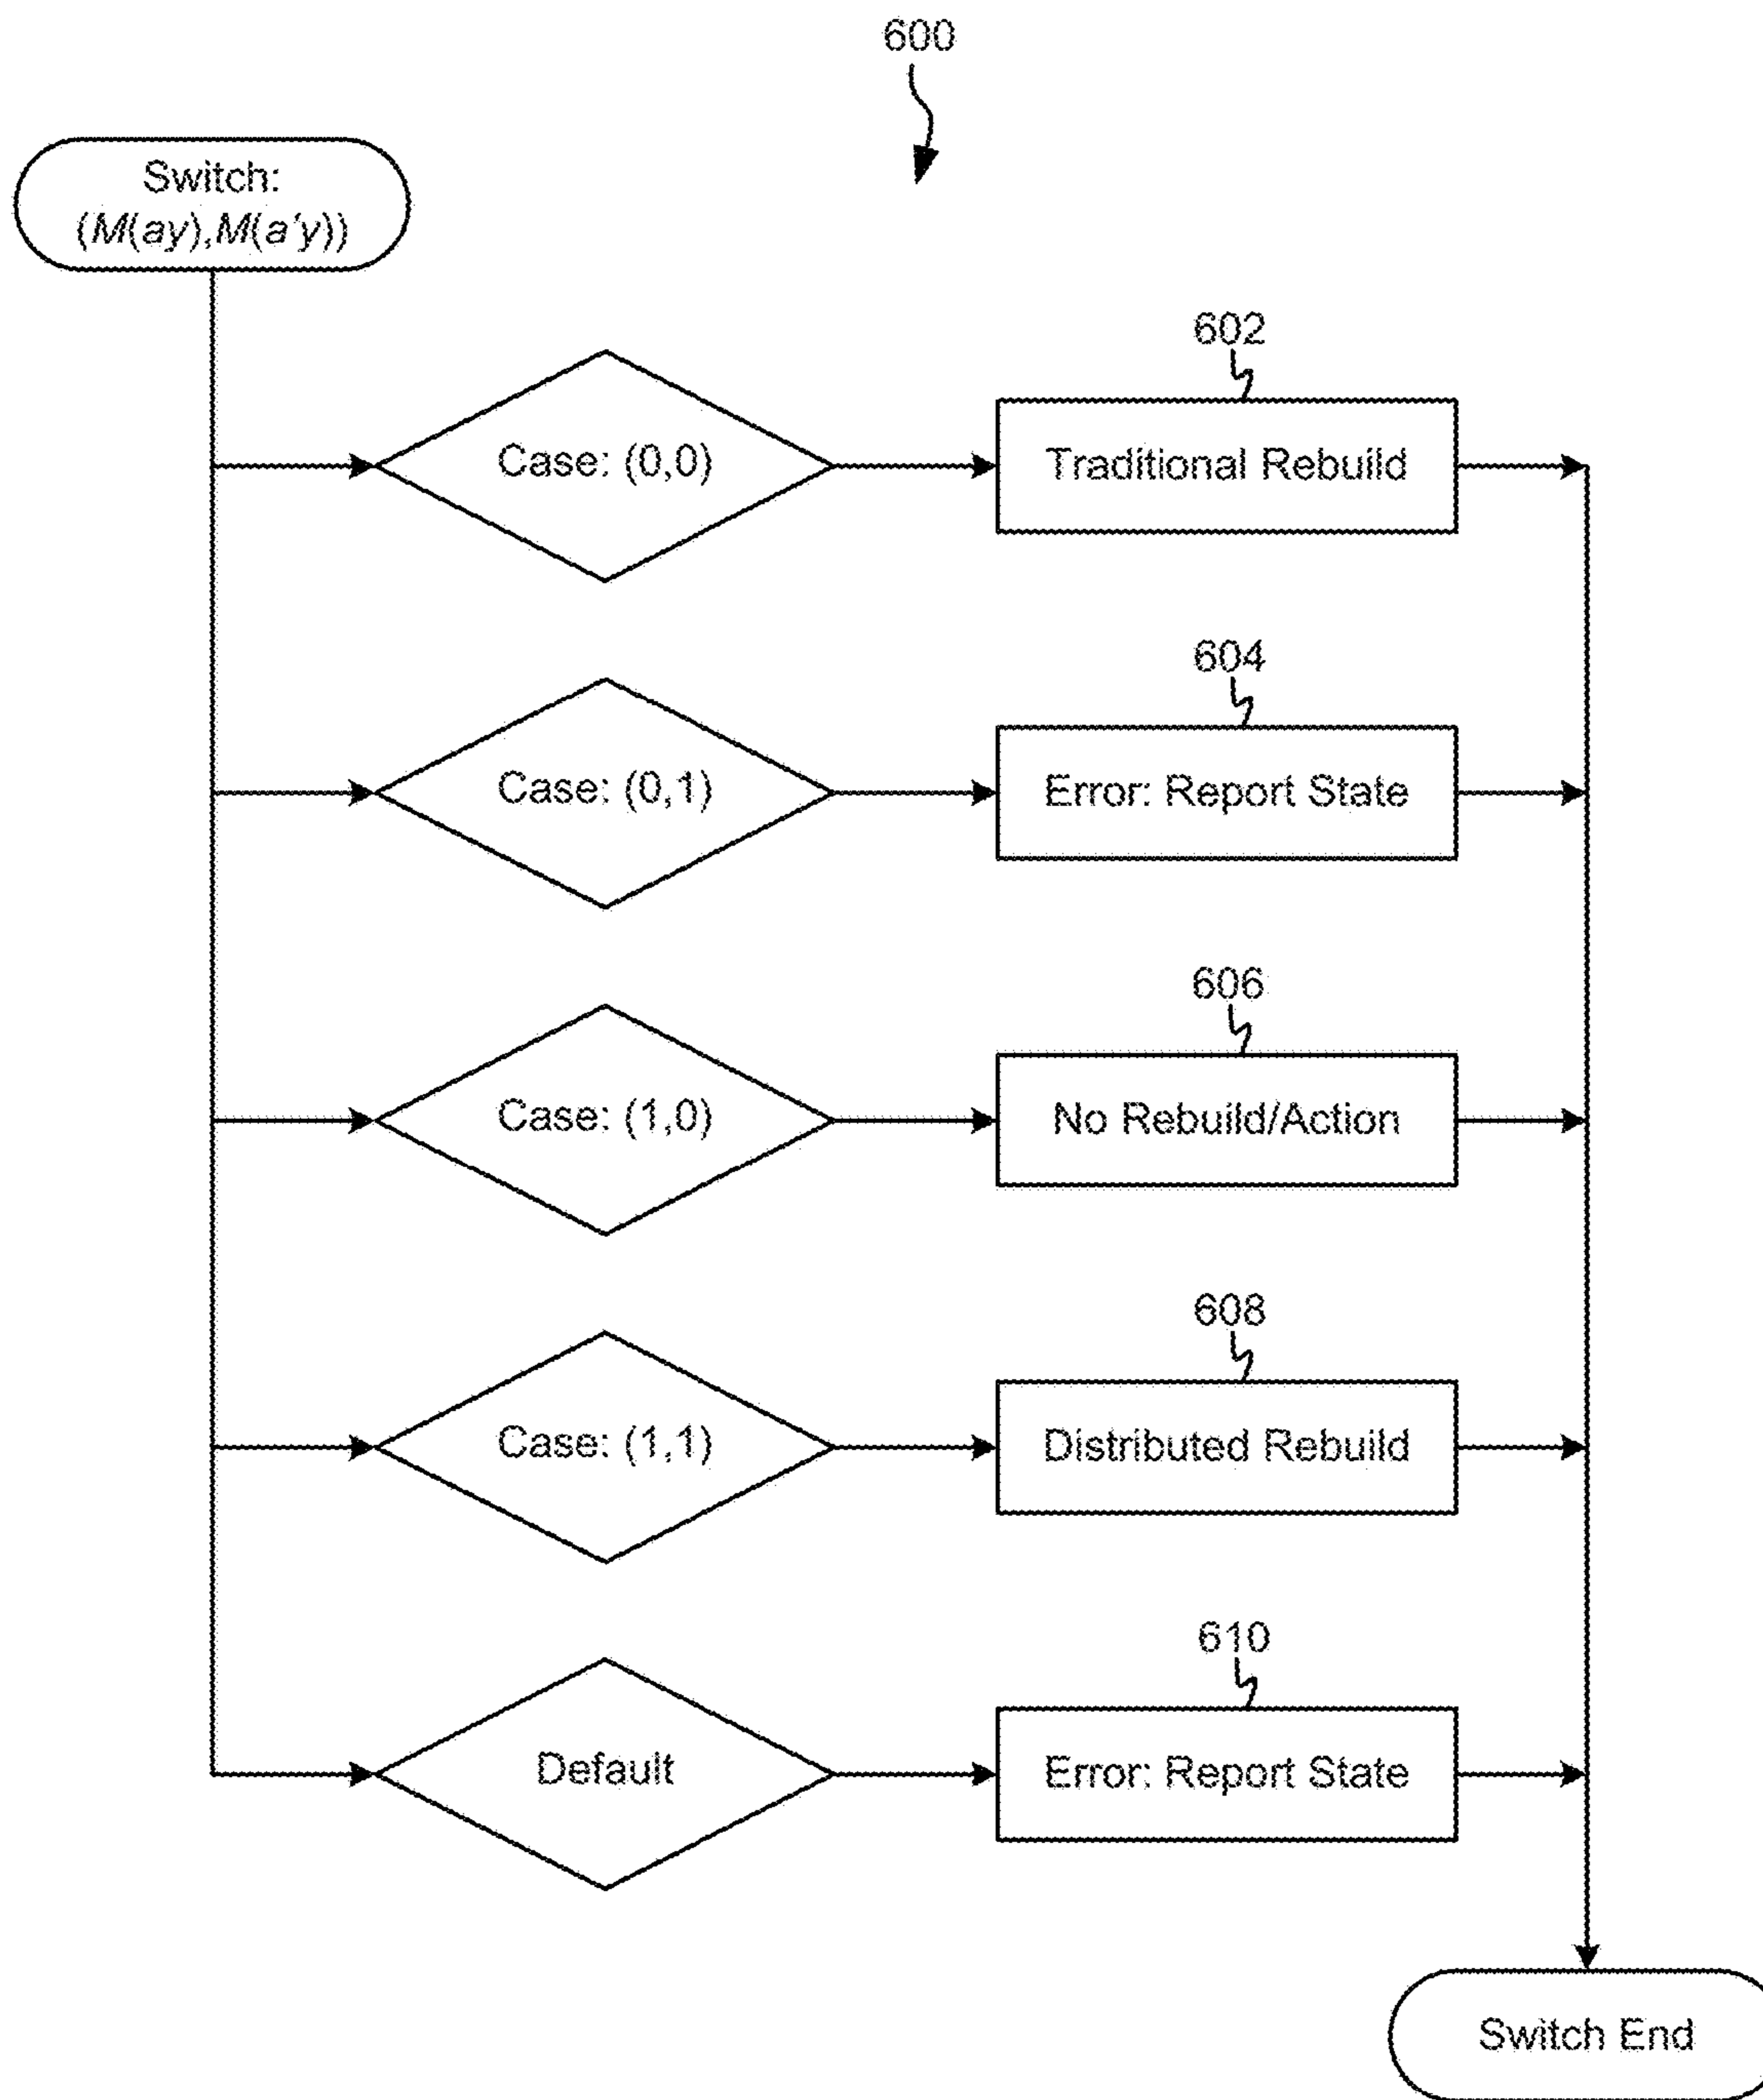 600
Switch:
(M(ay),M(a'y))
602
Case: (0,0)
Traditional Rebuild
604
Case: (0,1)
Error: Report State
606
Case: (1,0)
No Rebuild/Action
608
Case: (1,1)
Distributed Rebuild
610
Default
Error: Report State
Switch End